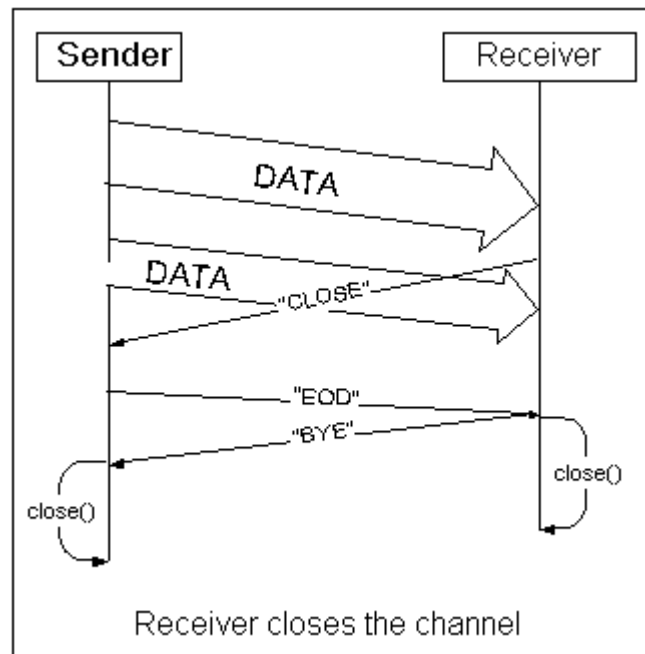 Sender
Receiver
DATA
DATA
"CLOSE"
"EOD"
"BYE"
close()
close()
Receiver closes the channel